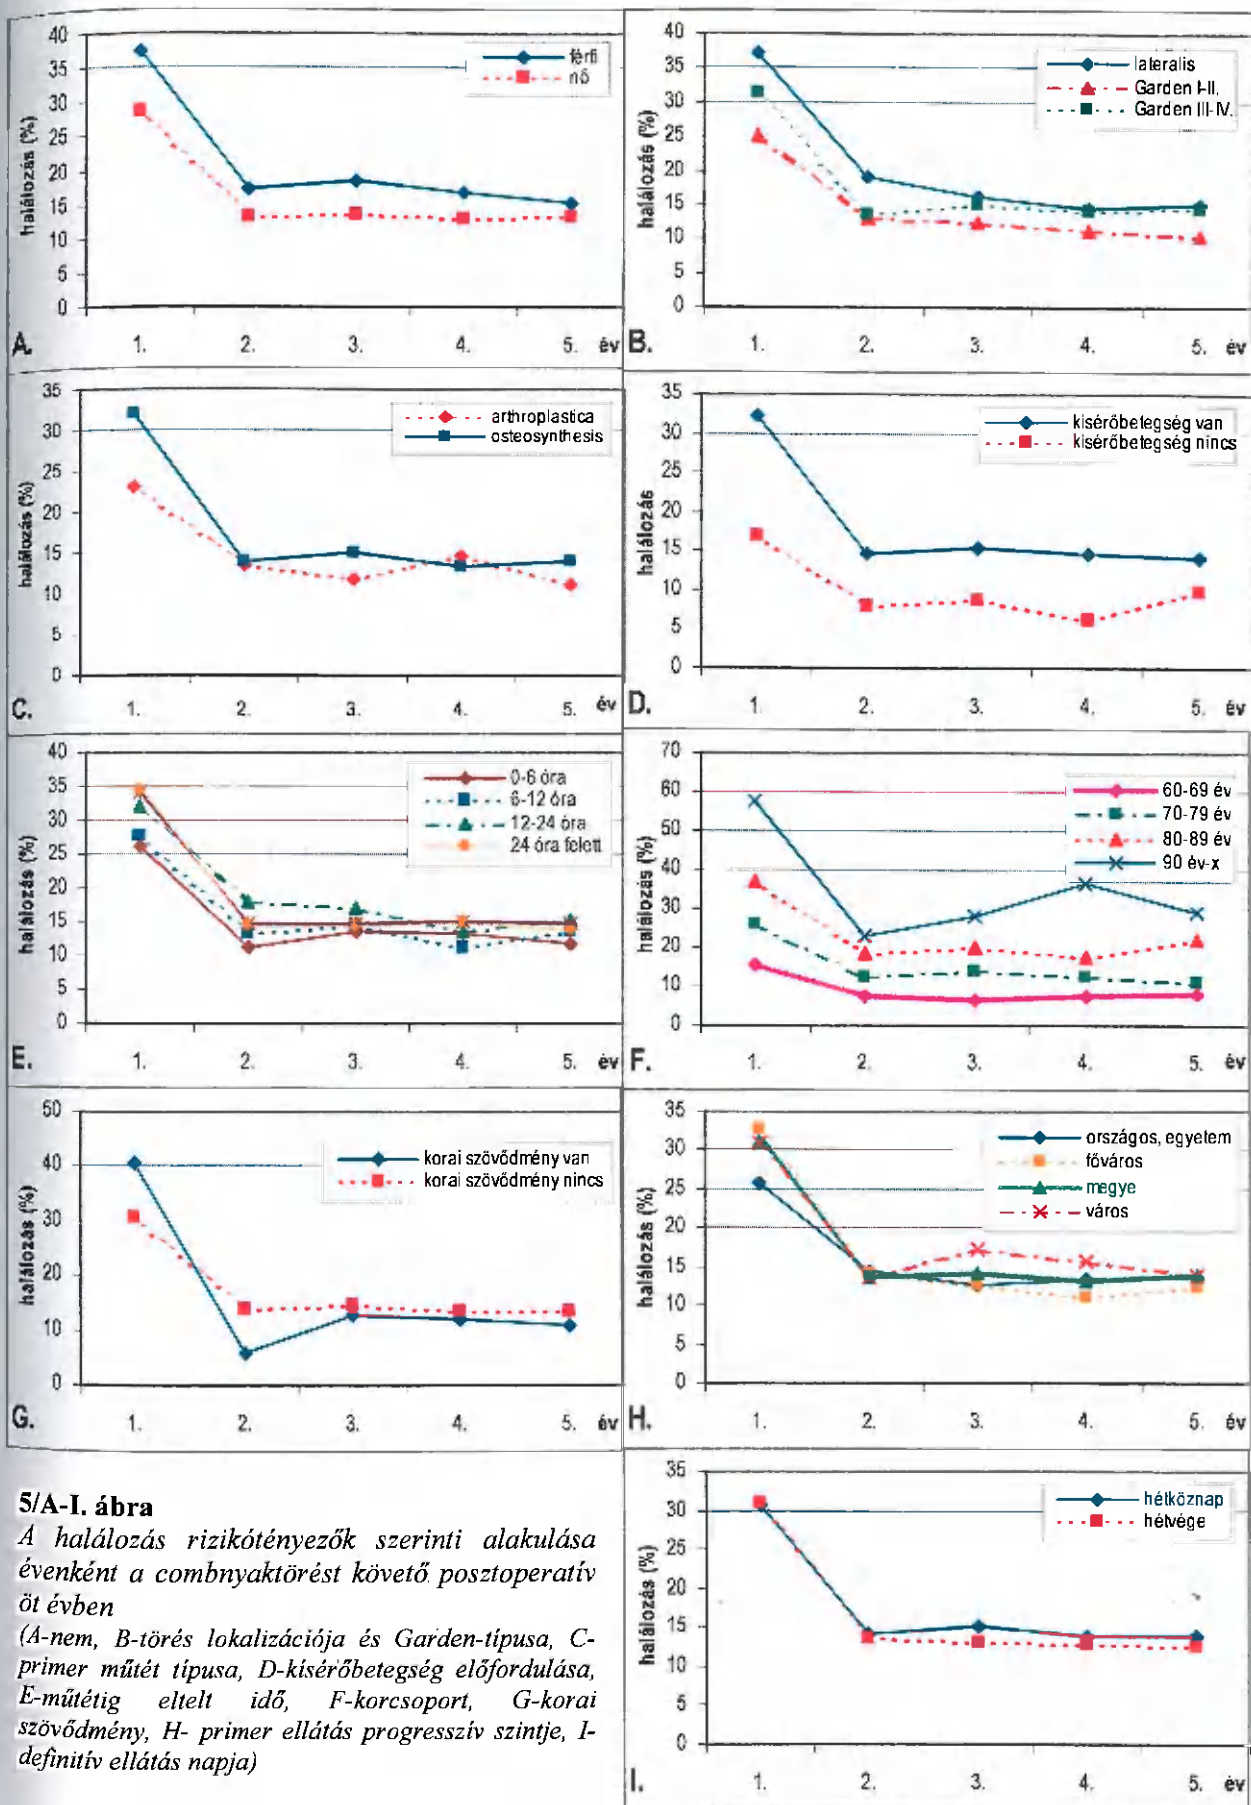 40
35
30
25
20
15
10
5
0
halálozás (%)
férfi
nő
A.
1. 2. 3. 4. 5. év
40
35
30
25
20
15
10
5
0
halálozás (%)
lateralis
Garden I-II.
Garden III-IV.
B.
1. 2. 3. 4. 5. év
35
30
25
20
15
10
5
0
halálozás (%)
arthroplastica
osteosynthesis
C.
1. 2. 3. 4. 5. év
35
30
25
20
15
10
5
0
halálozás
kisérőbetegség van
kisérőbetegség nincs
D.
1. 2. 3. 4. 5. év
40
35
30
25
20
15
10
5
0
halálozás (%)
0-6 óra
6-12 óra
12-24 óra
24 óra felett
E.
1. 2. 3. 4. 5. év
70
60
50
40
30
20
10
0
halálozás (%)
60-69 év
70-79 év
80-89 év
90 év-x
F.
1. 2. 3. 4. 5. év
50
40
30
20
10
0
halálozás (%)
korai szövődmény van
korai szövődmény nincs
G.
1. 2. 3. 4. 5. év
35
30
25
20
15
10
5
0
halálozás (%)
országos, egyetem
főváros
megye
város
H.
1. 2. 3. 4. 5. év
35
30
25
20
15
10
5
0
halálozás (%)
hétköznap
hétvége
I.
1. 2. 3. 4. 5. év
5/A-I. ábra
A halálozás rizikótényezők szerinti alakulása
évenként a combnyaktörést követő posztoperatív
öt évben
(A-nem, B-törés lokalizációja és Garden-típusa, C-
primer műtét típusa, D-kísérőbetegség előfordulása,
E-műtétig eltelt idő, F-korcsoport, G-korai
szövődmény, H- primer ellátás progresszív szintje, I-
definitív ellátás napja)